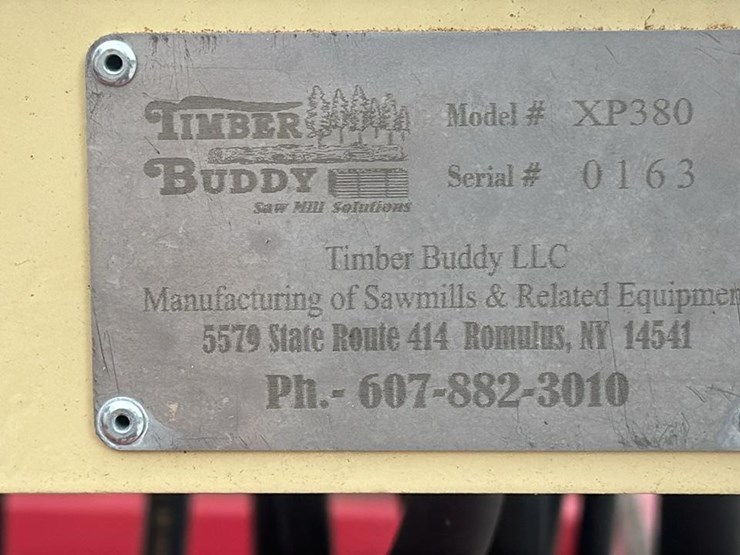 TIMBER
BUDDY
Saw Mill Solutions
Model # XP380
Serial # 0163
Timber Buddy LLC
Manufacturing of Sawmills & Related Equipmen
5579 State Route 414 Romulus, NY 14541
Ph.- 607-882-3010